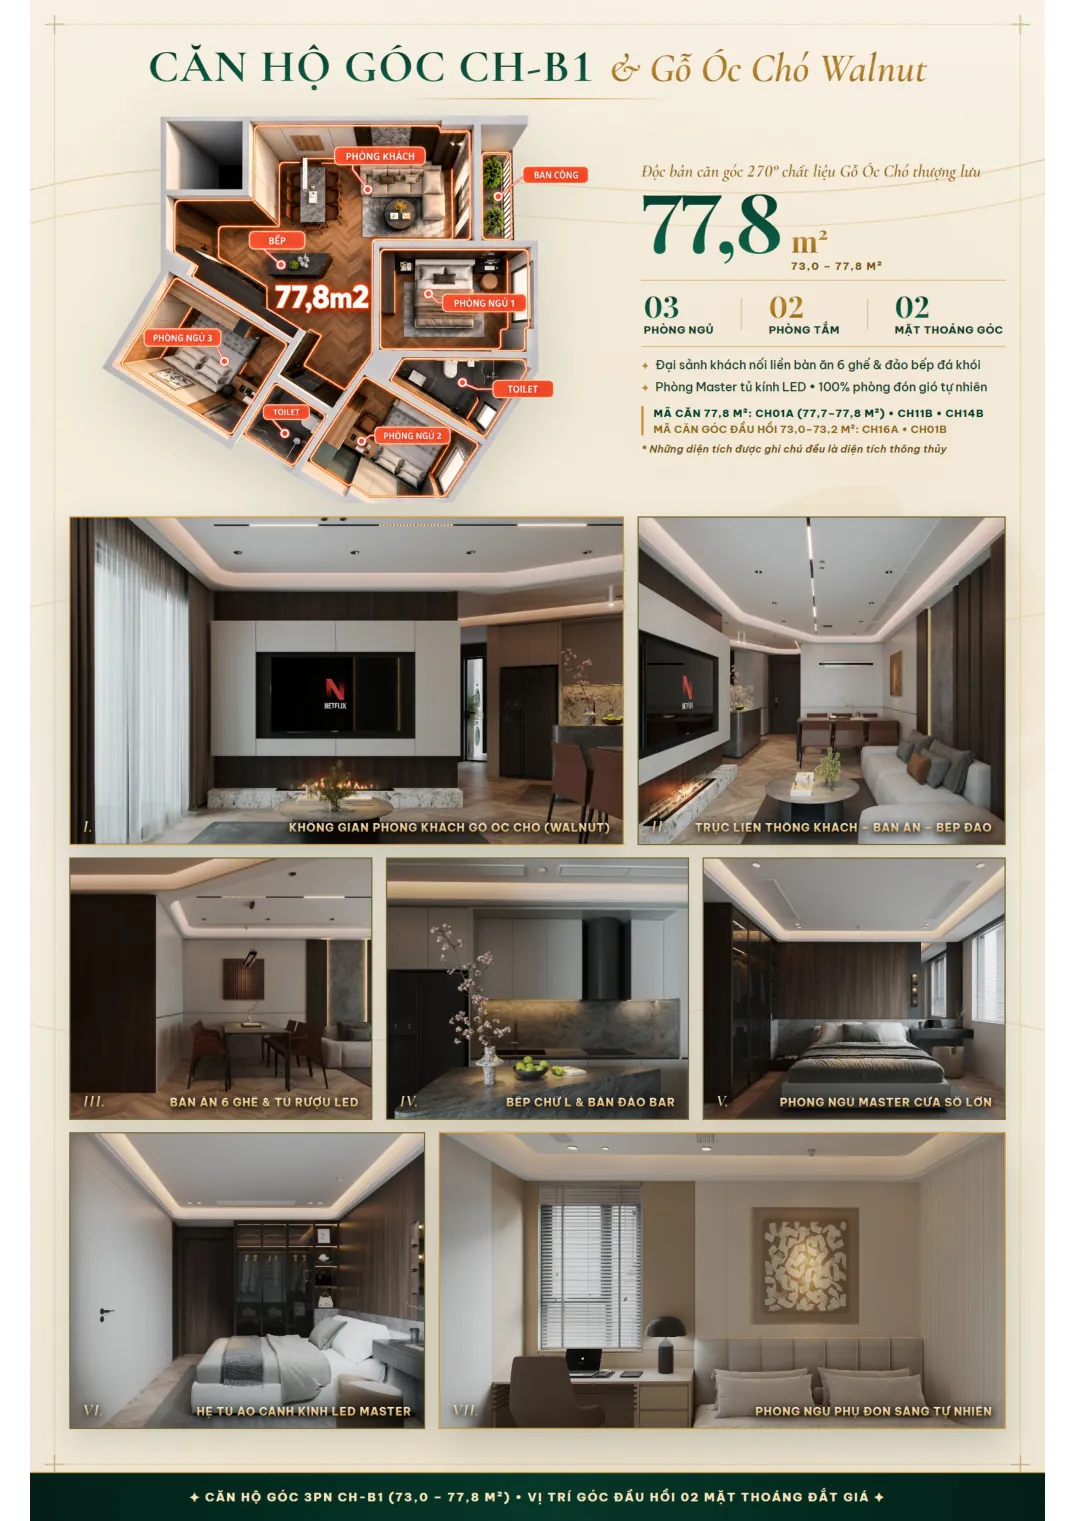 CĂN HỘ GÓC CH-B1 & Gỗ Óc Chó Walnut
PHÒNG KHÁCH
BAN CÔNG
BẾP
77,8m2
PHÒNG NGỦ 1
PHÒNG NGỦ 3
TOILET
TOILET
PHÒNG NGỦ 2
Độc bản căn góc 270° chất liệu Gỗ Óc Chó thượng lưu
77,8 m²
73,0 – 77,8 M²
03
PHÒNG NGỦ
02
PHÒNG TẮM
02
MẶT THOÁNG GÓC
✦ Đại sảnh khách nối liền bàn ăn 6 ghế & đảo bếp đá khói
✦ Phòng Master tủ kính LED • 100% phòng đón gió tự nhiên
MÃ CĂN 77,8 M²: CH01A (77,7–77,8 M²) • CH11B • CH14B
MÃ CĂN GÓC ĐẦU HỒI 73,0–73,2 M²: CH16A • CH01B
* Những diện tích được ghi chú đều là diện tích thông thủy
NETFLIX
I.
KHÔNG GIAN PHÒNG KHÁCH GỖ ÓC CHÓ (WALNUT)
NETFLIX
II.
TRỤC LIÊN THÔNG KHÁCH – BÀN ĂN – BẾP ĐẢO
III.
BÀN ĂN 6 GHẾ & TỦ RƯỢU LED
IV.
BẾP CHỮ L & BÀN ĐẢO BAR
V.
PHÒNG NGỦ MASTER CỬA SỔ LỚN
VI.
HỆ TỦ ÁO CÁNH KÍNH LED MASTER
VII.
PHÒNG NGỦ PHỤ ĐÓN SÁNG TỰ NHIÊN
✦ CĂN HỘ GÓC 3PN CH-B1 (73,0 – 77,8 M²) • VỊ TRÍ GÓC ĐẦU HỒI 02 MẶT THOÁNG ĐẮT GIÁ ✦